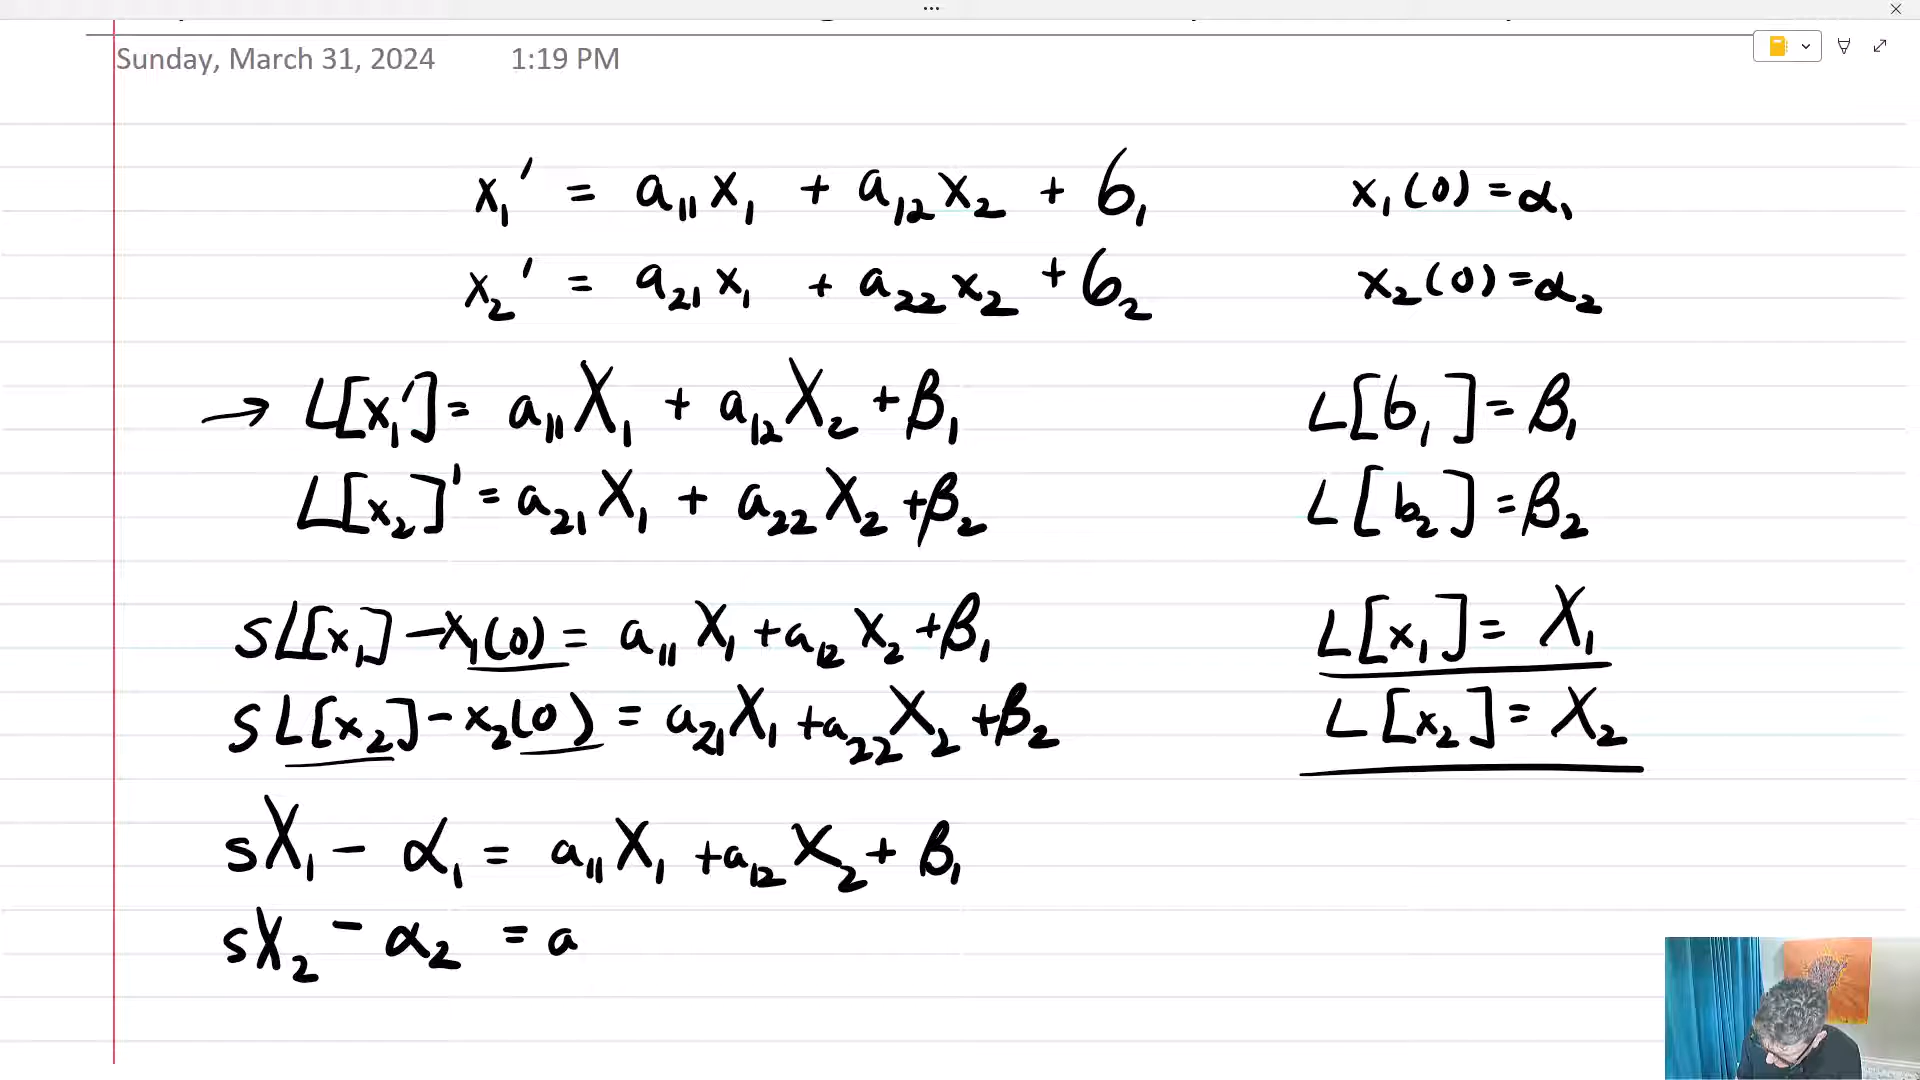 Sunday, March 31, 2024 1:19 PM
x₁' = a₁₁x₁ + a₁₂x₂ + b₁ x₁(0) = α₁
x₂' = a₂₁x₁ + a₂₂x₂ + b₂ x₂(0) = α₂
→ L[x₁'] = a₁₁X₁ + a₁₂X₂ + β₁ L[b₁] = β₁
L[x₂]' = a₂₁X₁ + a₂₂X₂ + β₂ L[b₂] = β₂
sL[x₁] - x₁(0) = a₁₁X₁ + a₁₂X₂ + β₁ L[x₁] = X₁
sL[x₂] - x₂(0) = a₂₁X₁ + a₂₂X₂ + β₂ L[x₂] = X₂
sX₁ - α₁ = a₁₁X₁ + a₁₂X₂ + β₁
sX₂ - α₂ = a